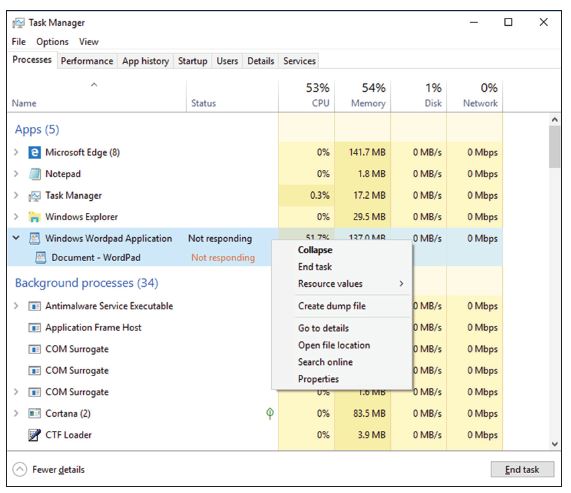 Task Manager
File Options View
Processes Performance App history Startup Users Details Services
53% 54% 1% 0%
Name Status CPU Memory Disk Network
Apps (5)
Microsoft Edge (8) 0% 141.7 MB 0 MB/s 0 Mbps
Notepad 0% 1.8 MB 0 MB/s 0 Mbps
Task Manager 0.3% 17.2 MB 0 MB/s 0 Mbps
Windows Explorer 0% 29.5 MB 0 MB/s 0 Mbps
Windows Wordpad Application Not responding 51.7% 137.0 MB 0 MB/s 0 Mbps
Collapse
Document - WordPad Not responding
End task
Resource values
Background processes (34)
Antimalware Service Executable Create dump file 0 MB/s 0 Mbps
Application Frame Host Go to details 0 MB/s 0 Mbps
COM Surrogate Open file location 0 MB/s 0 Mbps
COM Surrogate Search online 0 MB/s 0 Mbps
Properties
COM Surrogate 0% 1.6 MB 0 MB/s 0 Mbps
Cortana (2) 0% 83.5 MB 0 MB/s 0 Mbps
CTF Loader 0% 3.9 MB 0 MB/s 0 Mbps
Fewer details End task